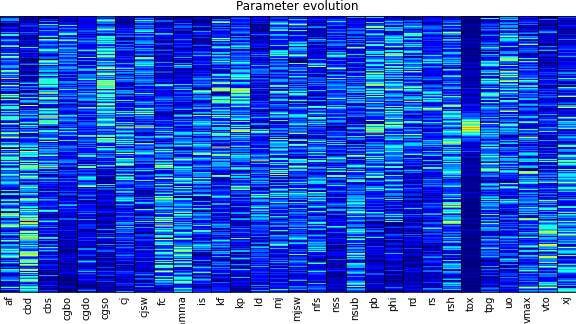 Parameter evolution
af cbd cbs cgbo cgdo cgso cj cjsw fc mma is kf kp ld mj mjsw nfs nss nsub pb phi rd rs rsh tox tpg uo vmax vto xj